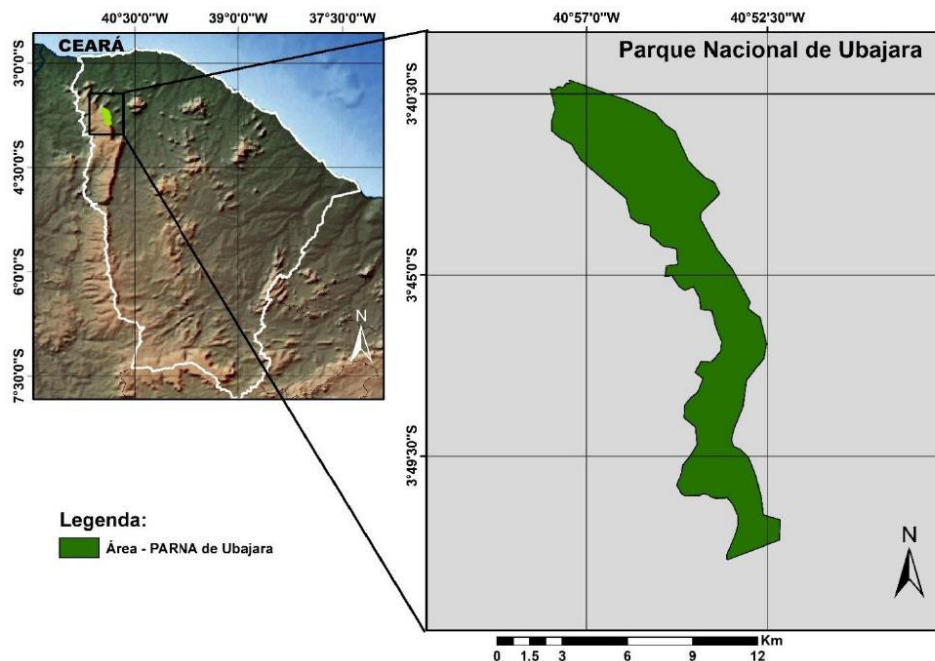 40°30'0"W 39°0'0"W 37°30'0"W
CEARÁ
3°0'0"S
4°30'0"S
6°0'0"S
7°30'0"S
N
40°57'0"W 40°52'30"W
Parque Nacional de Ubajara
3°40'30"S
3°45'0"S
3°49'30"S
N
Legenda:
Área - PARNA de Ubajara
Km
0 1.5 3 6 9 12